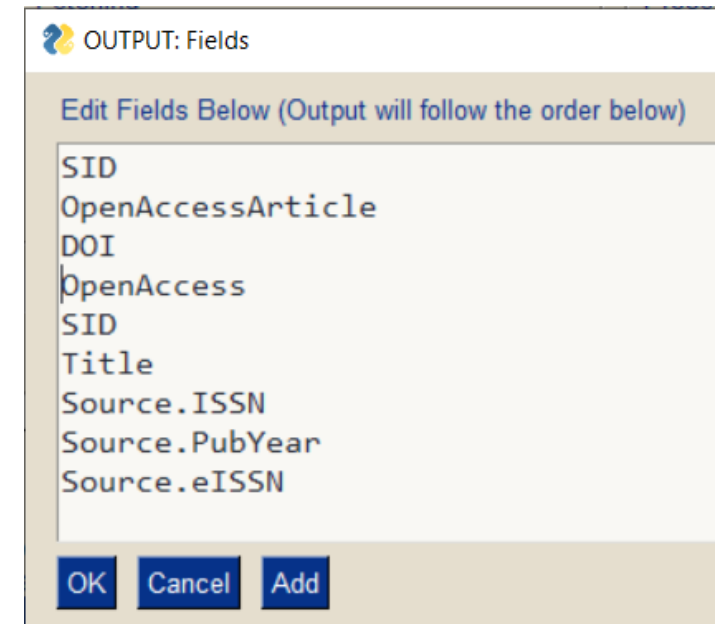 OUTPUT: Fields
Edit Fields Below (Output will follow the order below)
SID
OpenAccessArticle
DOI
OpenAccess
SID
Title
Source.ISSN
Source.PubYear
Source.eISSN
OK Cancel Add